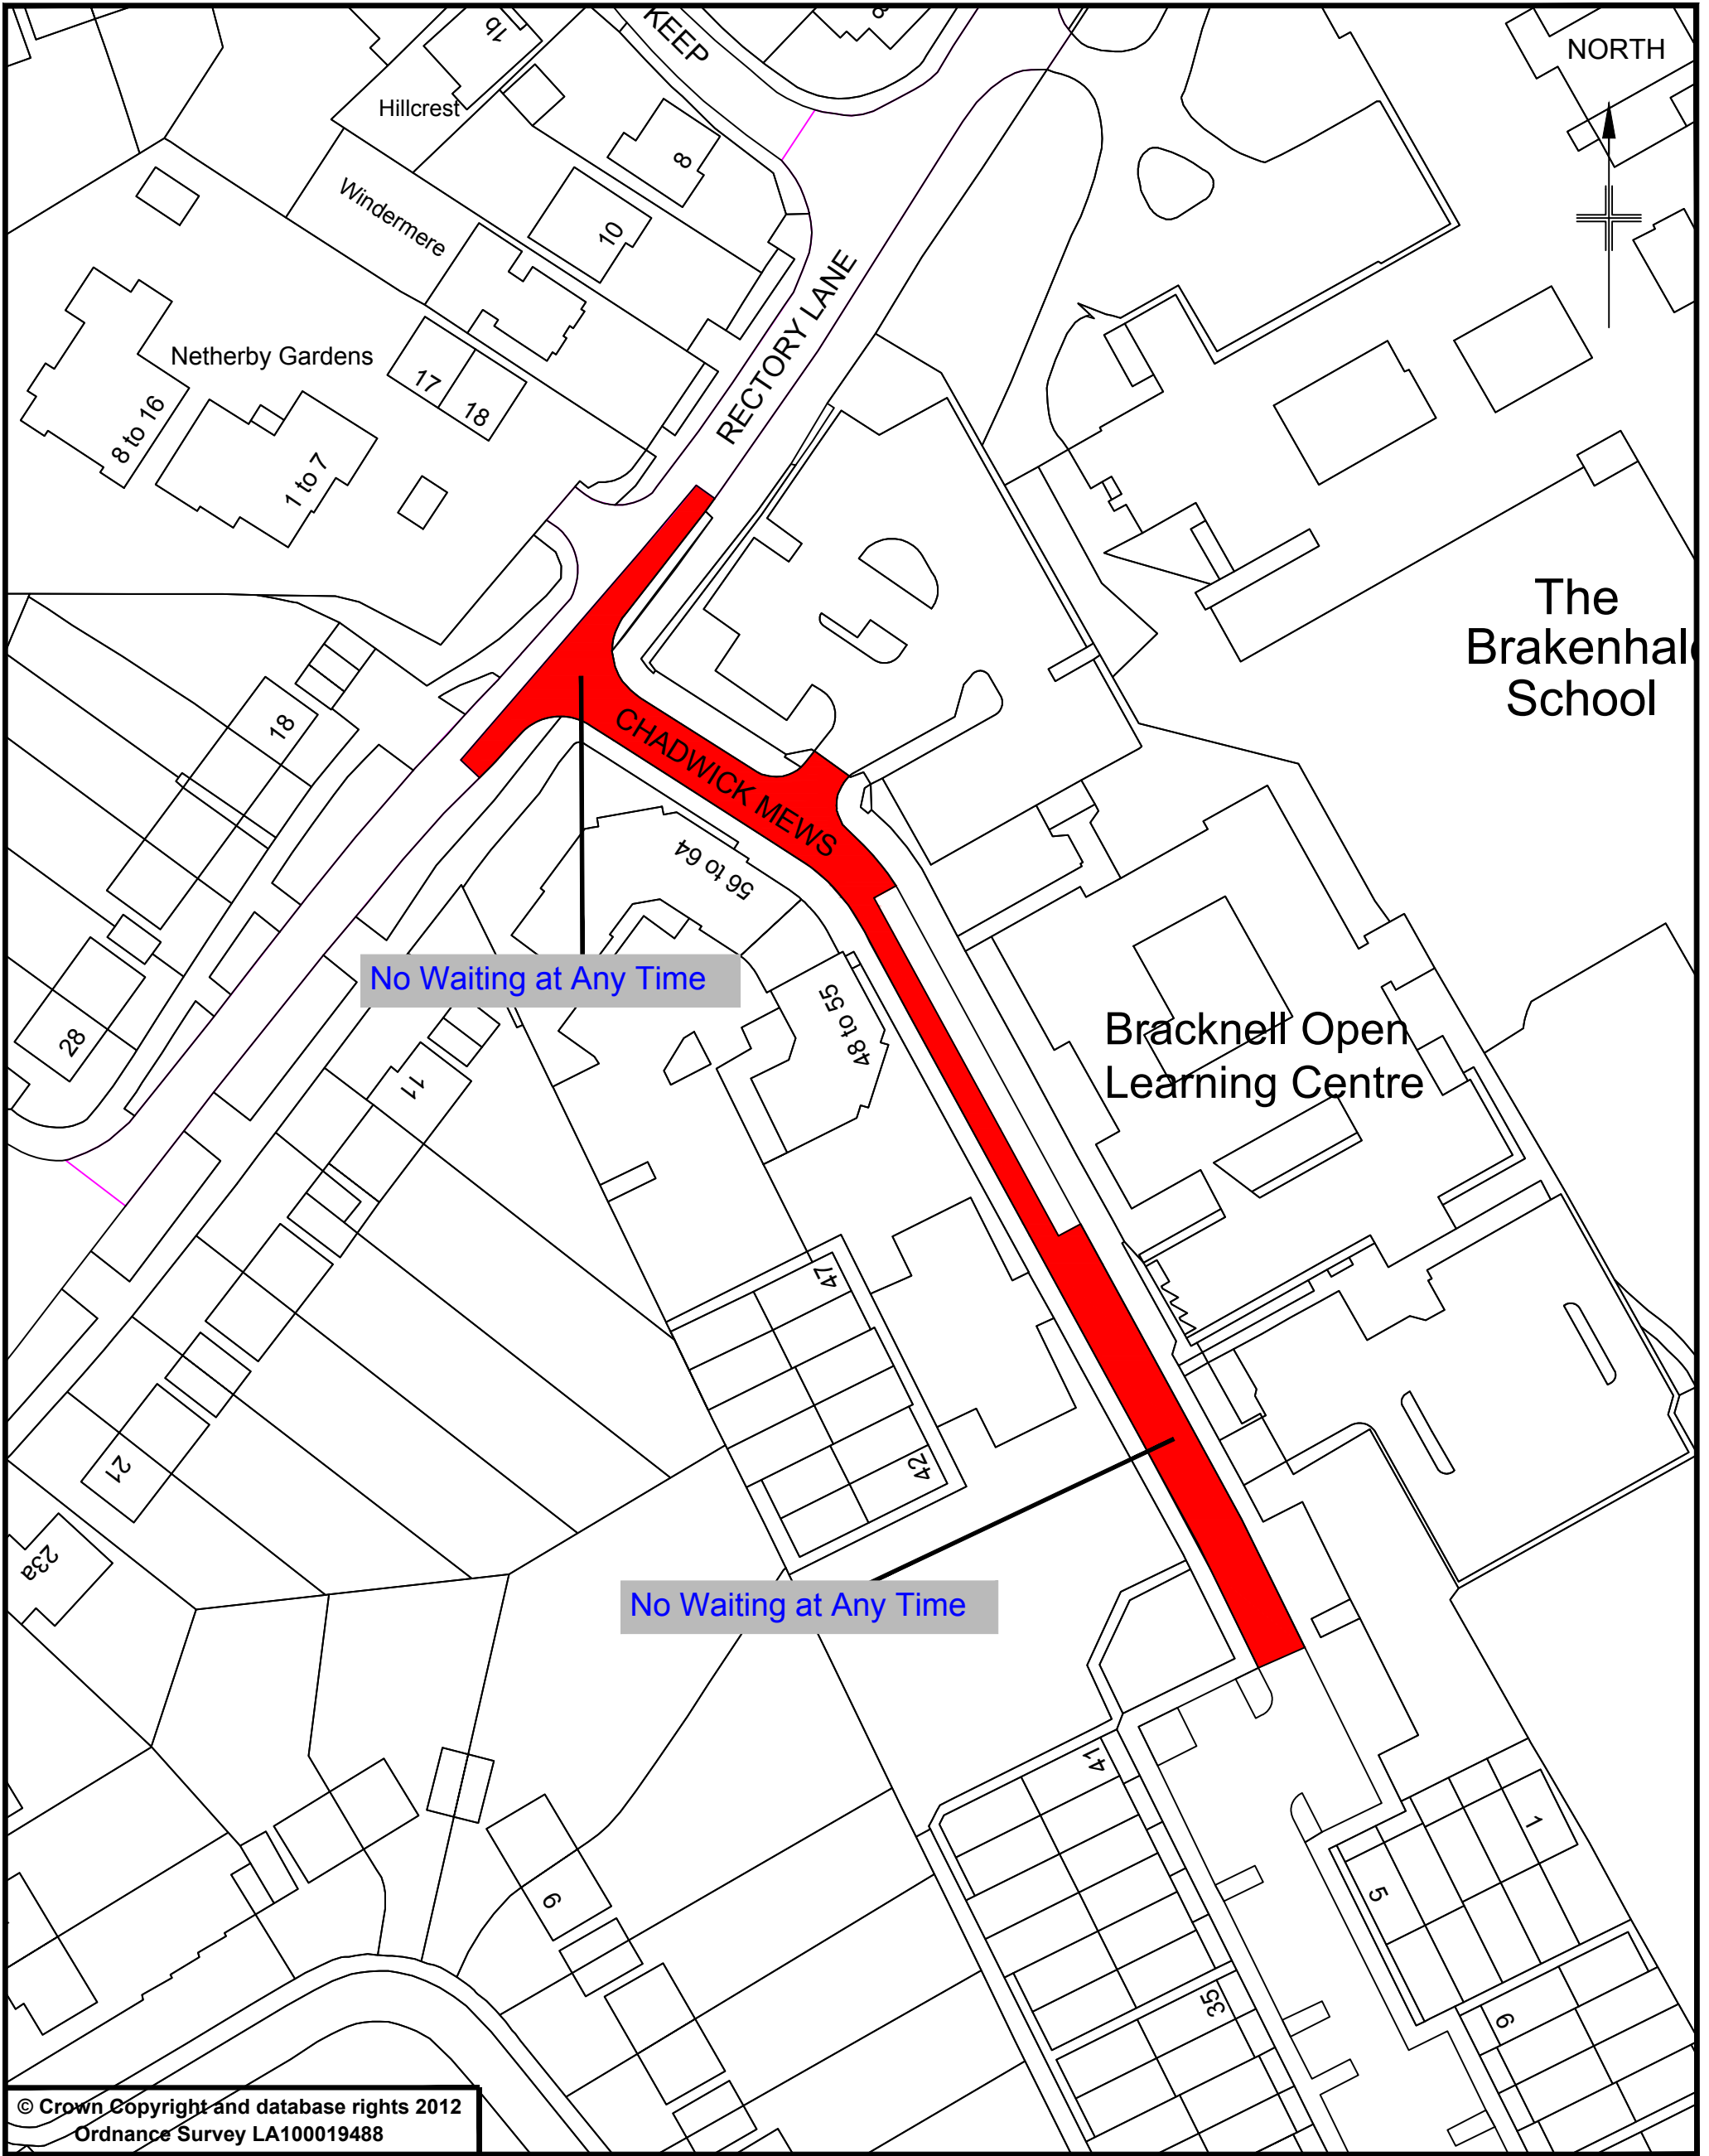 1b
KEEP
8
NORTH
Hillcrest
8
Windermere
10
RECTORY LANE
Netherby Gardens
17
18
8 to 16
1 to 7
The
Brakenhale
School
18
CHADWICK MEWS
56 to 64
No Waiting at Any Time
48 to 55
28
11
Bracknell Open
Learning Centre
47
42
21
23a
No Waiting at Any Time
41
1
5
9
35
6
© Crown Copyright and database rights 2012
Ordnance Survey LA100019488